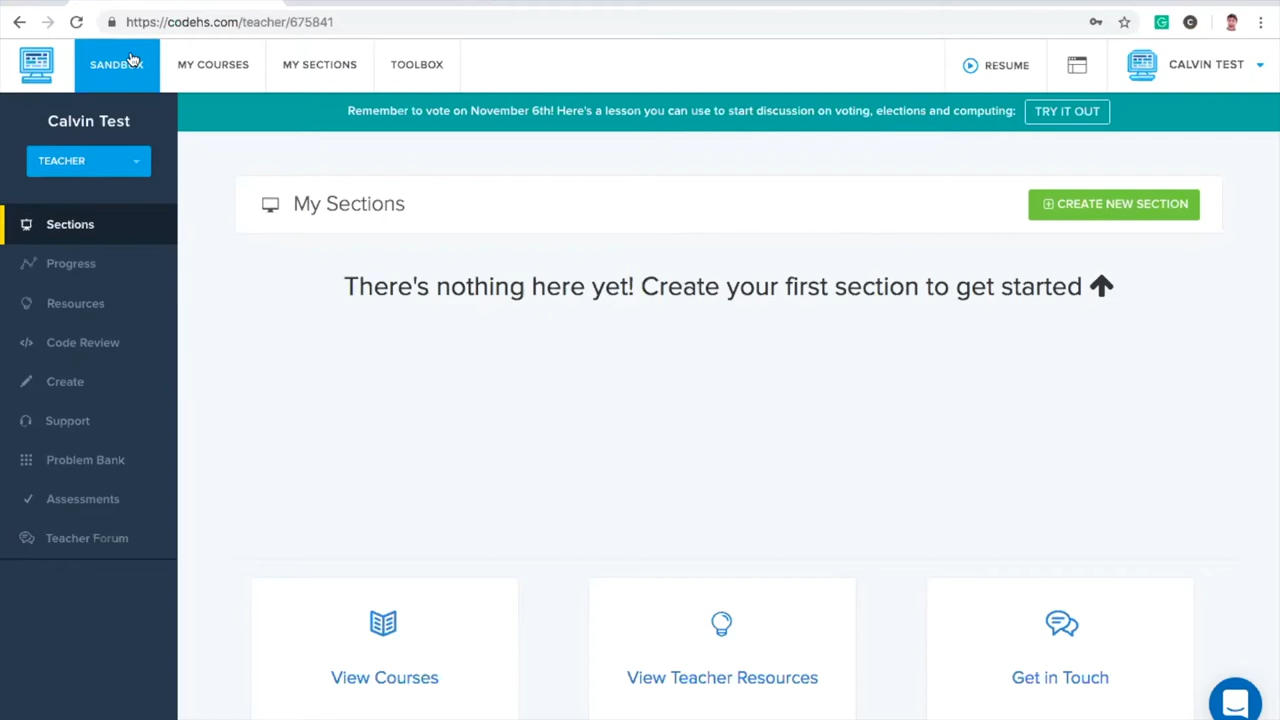 https://codehs.com/teacher/675841
SANDBOX MY COURSES MY SECTIONS TOOLBOX RESUME CALVIN TEST
Remember to vote on November 6th! Here's a lesson you can use to start discussion on voting, elections and computing: TRY IT OUT
Calvin Test
TEACHER
Sections
Progress
Resources
Code Review
Create
Support
Problem Bank
Assessments
Teacher Forum
My Sections
CREATE NEW SECTION
There's nothing here yet! Create your first section to get started
View Courses
View Teacher Resources
Get in Touch